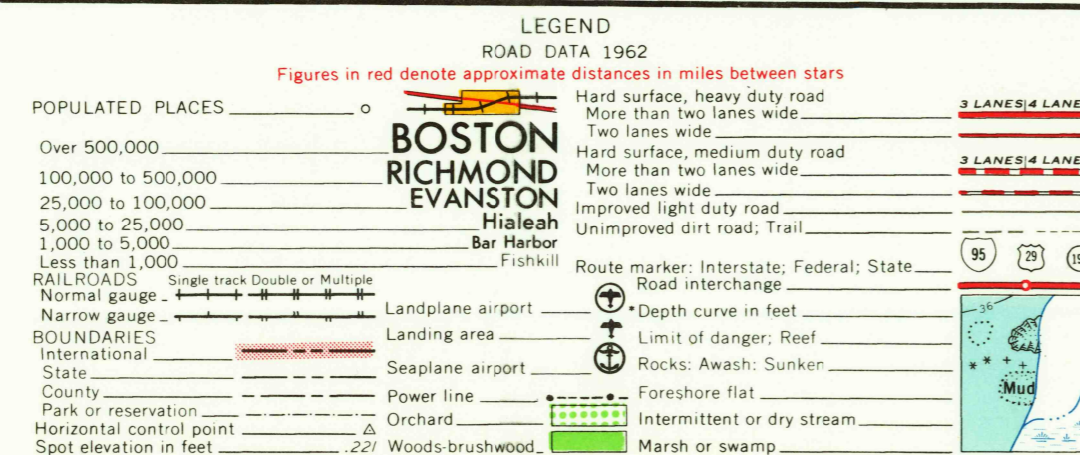 LEGEND
ROAD DATA 1962
Figures in red denote approximate distances in miles between stars
POPULATED PLACES
Over 500,000 BOSTON
100,000 to 500,000 RICHMOND
25,000 to 100,000 EVANSTON
5,000 to 25,000 Hialeah
1,000 to 5,000 Bar Harbor
Less than 1,000 Fishkill
RAILROADS Single track Double or Multiple
Normal gauge
Narrow gauge
BOUNDARIES
International
State
County
Park or reservation
Horizontal control point
Spot elevation in feet .221
Landplane airport
Landing area
Seaplane airport
Power line
Orchard
Woods-brushwood
Hard surface, heavy duty road
More than two lanes wide 3 LANES|4 LANE
Two lanes wide
Hard surface, medium duty road
More than two lanes wide 3 LANES|4 LANE
Two lanes wide
Improved light duty road
Unimproved dirt road; Trail
Route marker: Interstate; Federal; State 95 29
Road interchange
*Depth curve in feet 36
Limit of danger; Reef
Rocks: Awash: Sunken
Mud
Foreshore flat
Intermittent or dry stream
Marsh or swamp